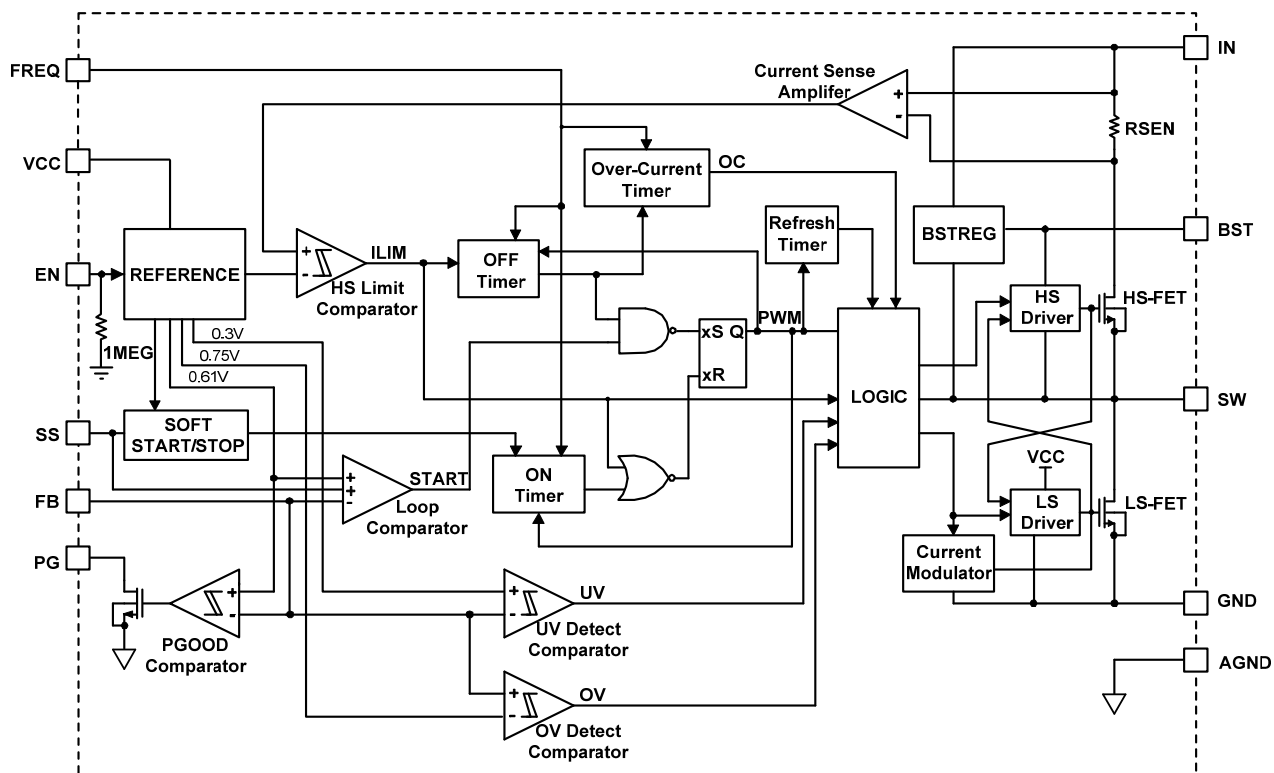 IN
FREQ
Current Sense
Amplifer
+
-
RSEN
VCC
Over-Current
Timer
OC
Refresh
Timer
BSTREG
BST
EN
REFERENCE
+
-
ILIM
HS Limit
Comparator
OFF
Timer
HS
Driver
HS-FET
1MEG
0.3V
0.75V
0.61V
xS Q
xR
PWM
LOGIC
SW
SS
SOFT
START/STOP
START
+
+
-
Loop
Comparator
ON
Timer
VCC
LS
Driver
LS-FET
FB
PG
Current
Modulator
+
-
PGOOD
Comparator
+
-
UV
UV Detect
Comparator
GND
AGND
+
-
OV
OV Detect
Comparator